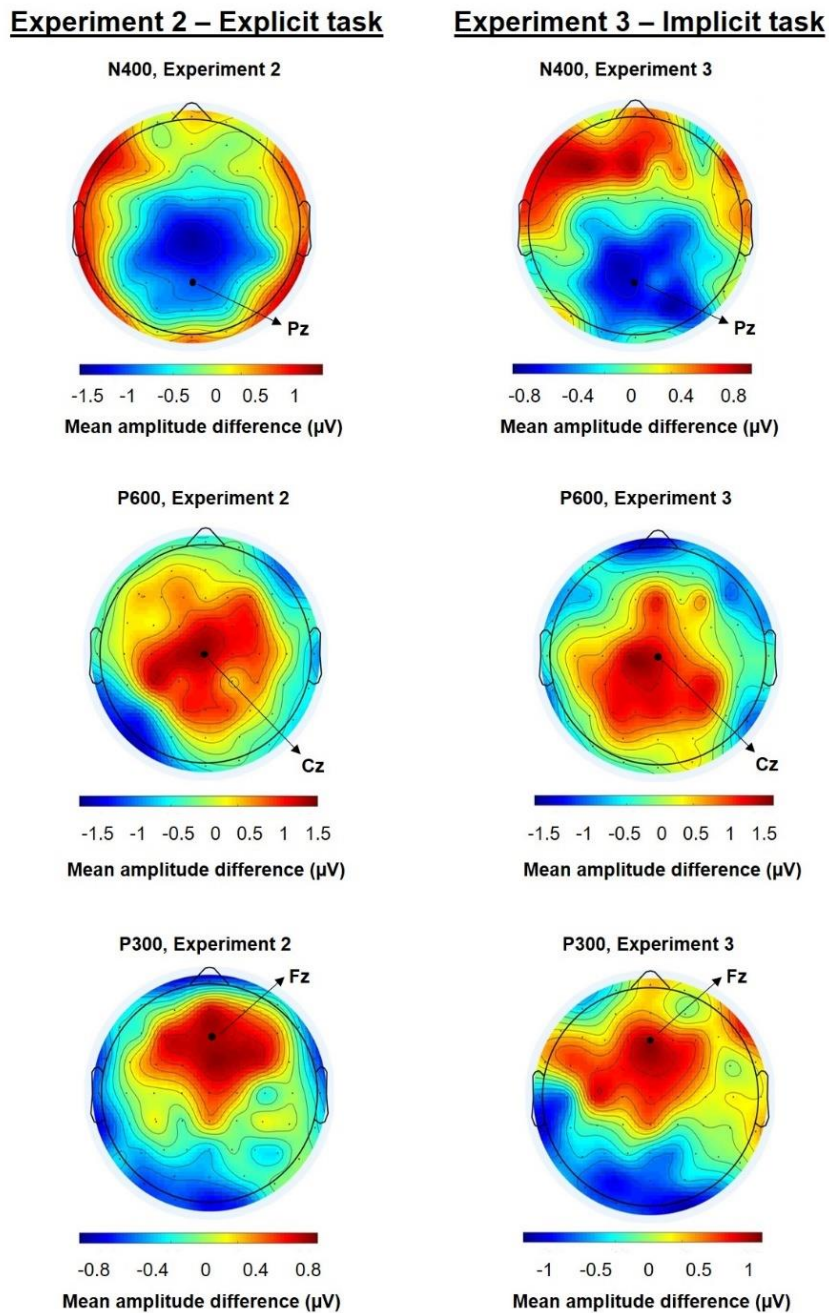 Experiment 2 – Explicit task Experiment 3 – Implicit task
N400, Experiment 2 N400, Experiment 3
Pz Pz
-1.5 -1 -0.5 0 0.5 1 -0.8 -0.4 0 0.4 0.8
Mean amplitude difference (µV) Mean amplitude difference (µV)
P600, Experiment 2 P600, Experiment 3
Cz Cz
-1.5 -1 -0.5 0 0.5 1 1.5 -1.5 -1 -0.5 0 0.5 1 1.5
Mean amplitude difference (µV) Mean amplitude difference (µV)
P300, Experiment 2 P300, Experiment 3
Fz Fz
-0.8 -0.4 0 0.4 0.8 -1 -0.5 0 0.5 1
Mean amplitude difference (µV) Mean amplitude difference (µV)